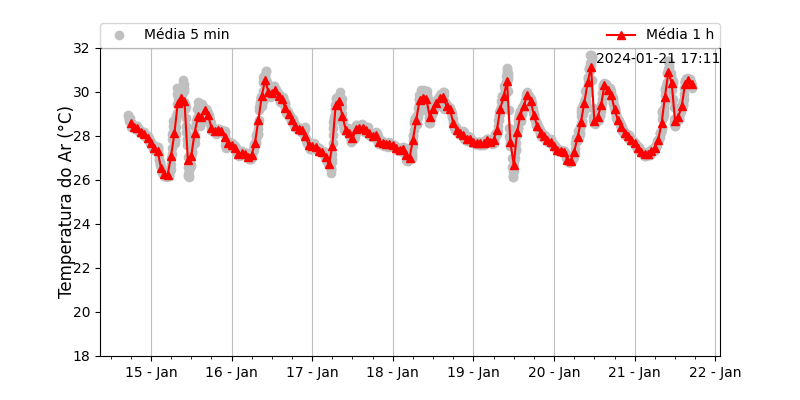 Média 5 min
Média 1 h
2024-01-21 17:11
Temperatura do Ar (°C)
32
30
28
26
24
22
20
18
15 - Jan
16 - Jan
17 - Jan
18 - Jan
19 - Jan
20 - Jan
21 - Jan
22 - Jan